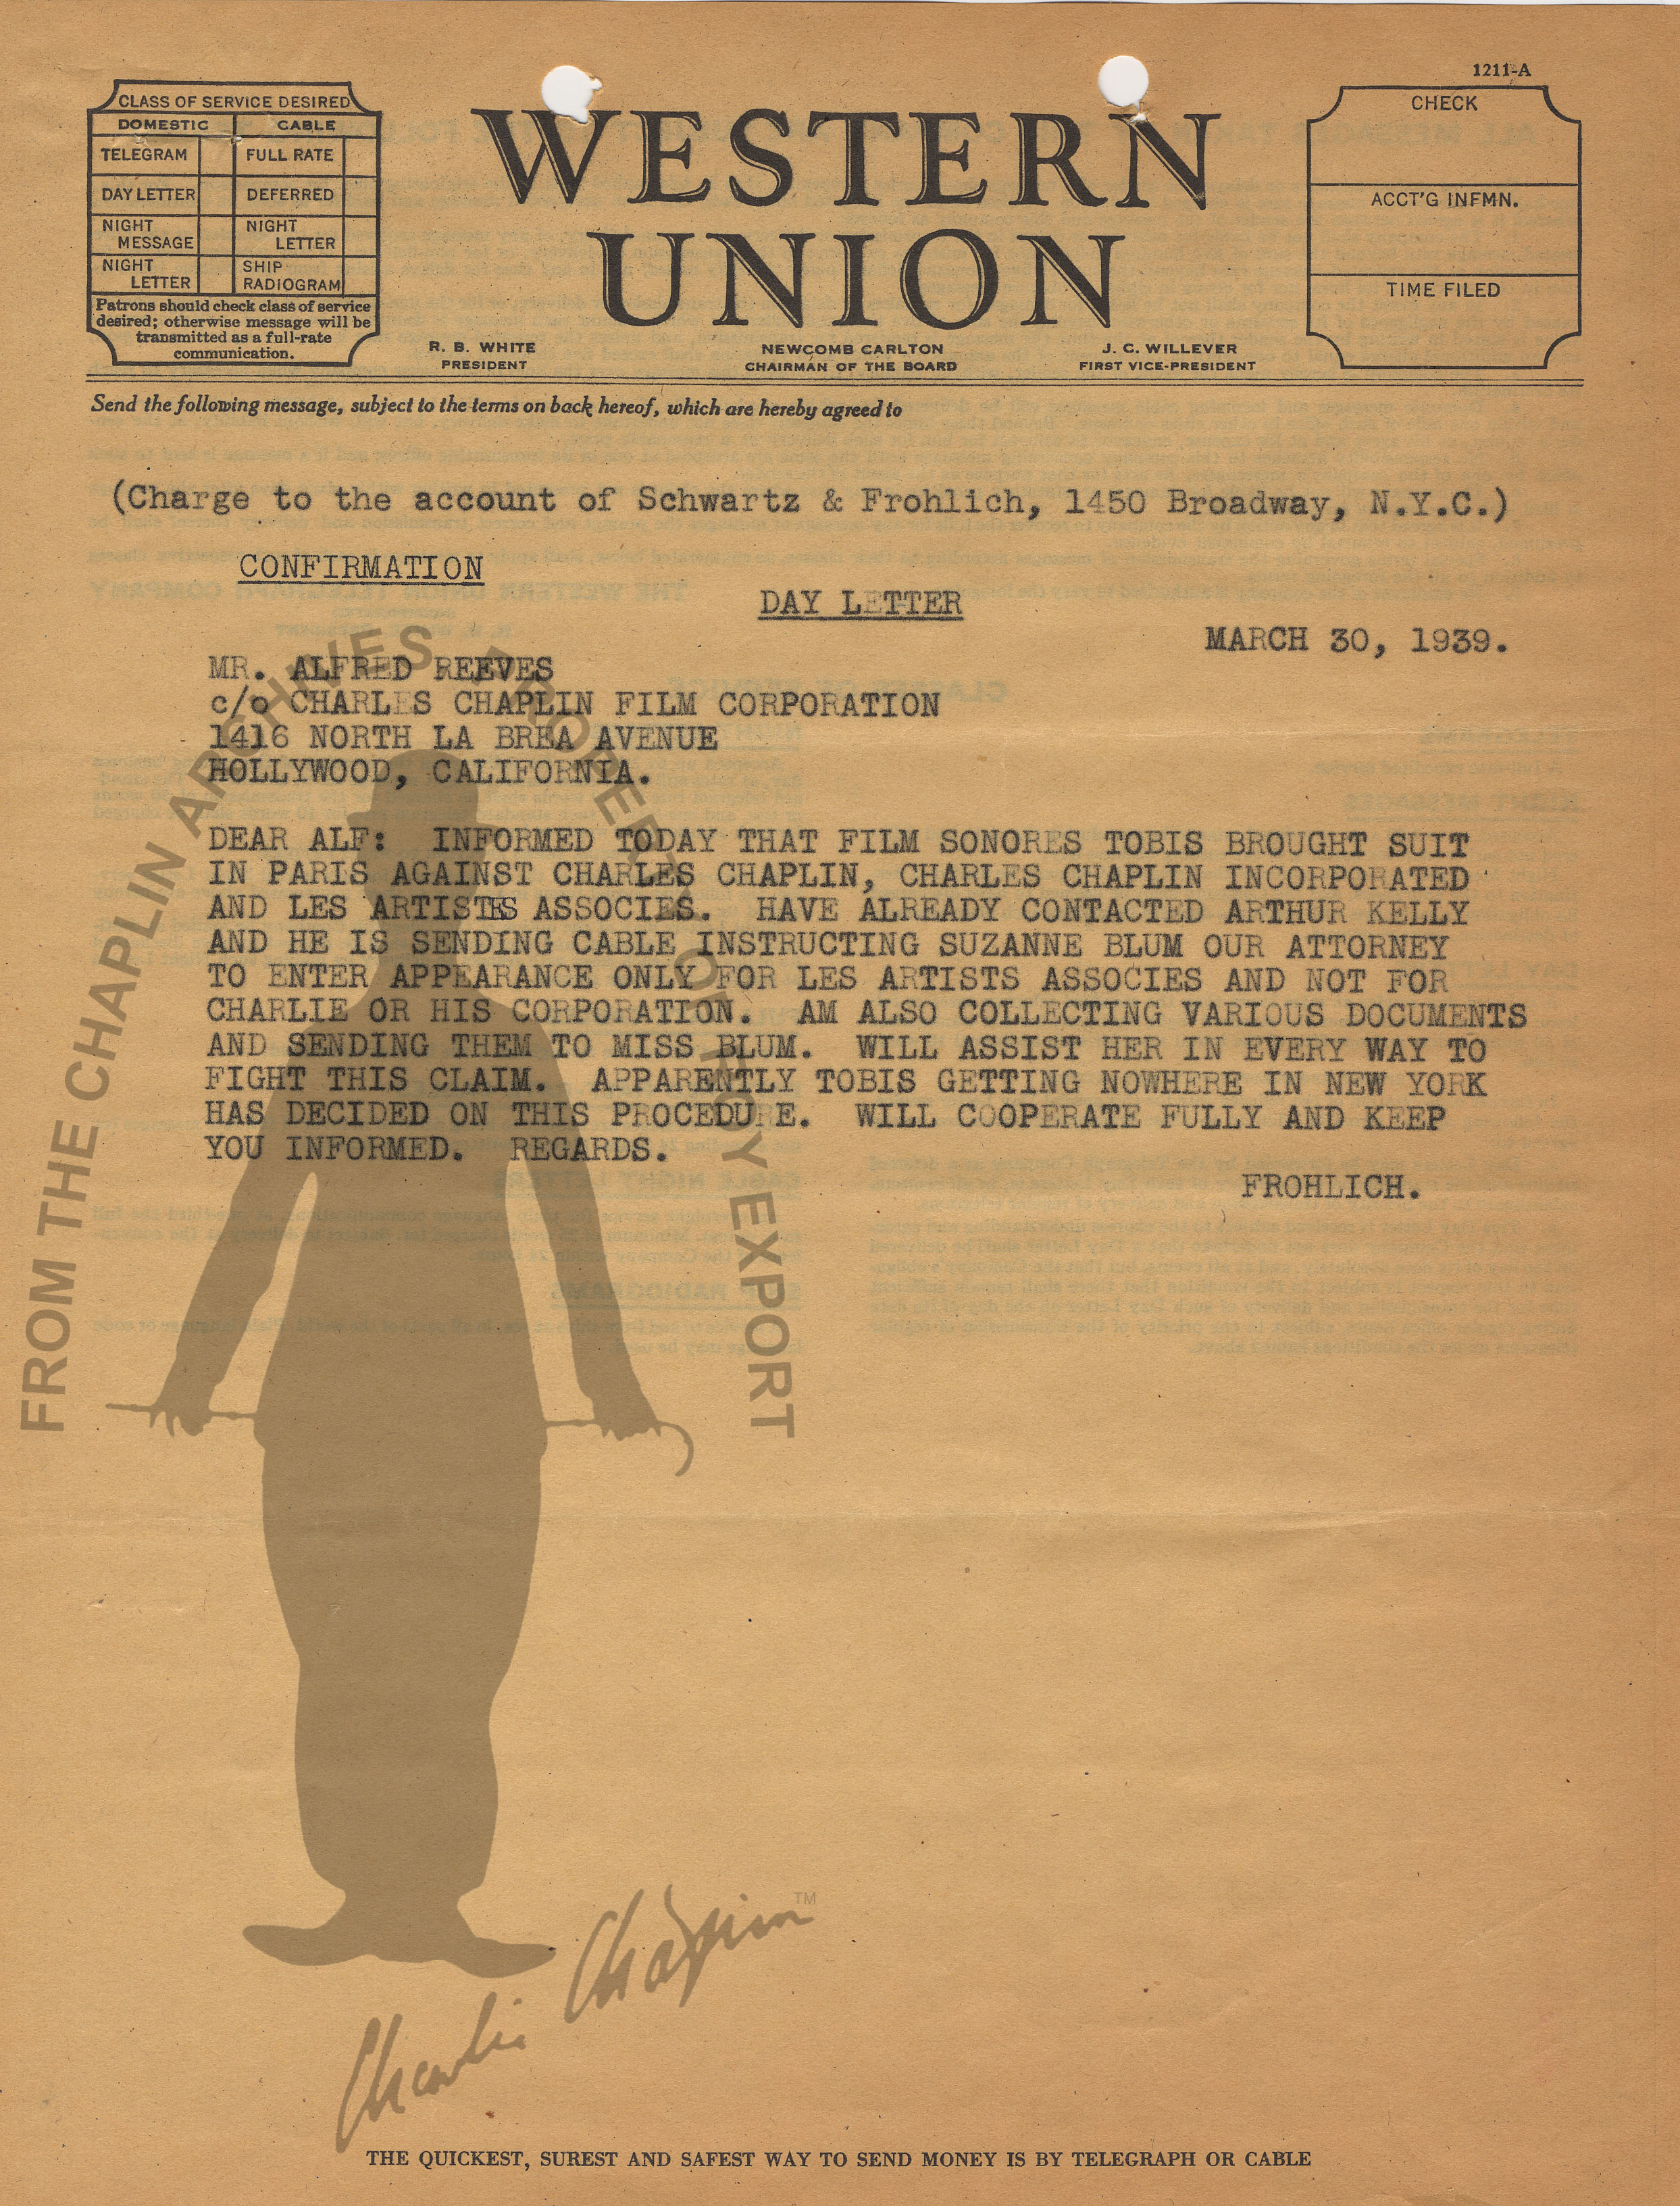 1211-A
CLASS OF SERVICE DESIRED
DOMESTIC CABLE
TELEGRAM FULL RATE
DAY LETTER DEFERRED
NIGHT MESSAGE NIGHT LETTER
NIGHT LETTER SHIP RADIOGRAM
Patrons should check class of service
desired; otherwise message will be
transmitted as a full-rate
communication.
WESTERN
UNION
R. B. WHITE
PRESIDENT
NEWCOMB CARLTON
CHAIRMAN OF THE BOARD
J. C. WILLEVER
FIRST VICE-PRESIDENT
CHECK
ACCT'G INFMN.
TIME FILED
Send the following message, subject to the terms on back hereof, which are hereby agreed to
(Charge to the account of Schwartz & Frohlich, 1450 Broadway, N.Y.C.)
CONFIRMATION
DAY LETTER
MARCH 30, 1939.
MR. ALFRED REEVES
c/o CHARLES CHAPLIN FILM CORPORATION
1416 NORTH LA BREA AVENUE
HOLLYWOOD, CALIFORNIA.
DEAR ALF: INFORMED TODAY THAT FILM SONORES TOBIS BROUGHT SUIT
IN PARIS AGAINST CHARLES CHAPLIN, CHARLES CHAPLIN INCORPORATED
AND LES ARTISTES ASSOCIES. HAVE ALREADY CONTACTED ARTHUR KELLY
AND HE IS SENDING CABLE INSTRUCTING SUZANNE BLUM OUR ATTORNEY
TO ENTER APPEARANCE ONLY FOR LES ARTISTS ASSOCIES AND NOT FOR
CHARLIE OR HIS CORPORATION. AM ALSO COLLECTING VARIOUS DOCUMENTS
AND SENDING THEM TO MISS BLUM. WILL ASSIST HER IN EVERY WAY TO
FIGHT THIS CLAIM. APPARENTLY TOBIS GETTING NOWHERE IN NEW YORK
HAS DECIDED ON THIS PROCEDURE. WILL COOPERATE FULLY AND KEEP
YOU INFORMED. REGARDS.
FROHLICH.
FROM THE CHAPLIN ARCHIVES
ROY EXPORT
Charlie Chaplin TM
THE QUICKEST, SUREST AND SAFEST WAY TO SEND MONEY IS BY TELEGRAPH OR CABLE